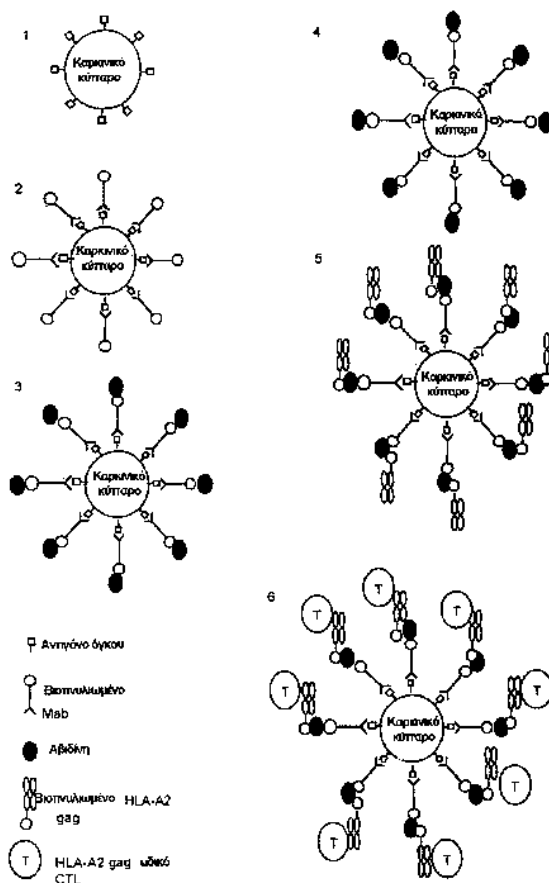 1
Καρκινικό
κύτταρο
2
Καρκινικό
κύτταρο
3
Καρκινικό
κύτταρο
Αντιγόνο όγκου
Βιοτινυλιωμένο
Mab
Αβιδίνη
Βιοτινυλιωμένο HLA-A2
gag
T
HLA-A2 gag ωδικό
CTL
4
Καρκινικό
κύτταρο
5
Καρκινικό
κύτταρο
6
T
T
T
T
T
T
T
T
Καρκινικό
κύτταρο